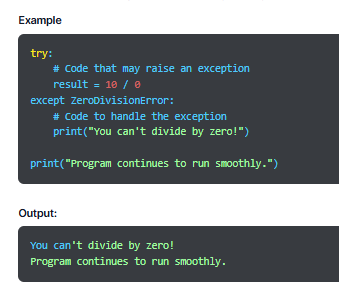 Example
try:
    # Code that may raise an exception
    result = 10 / 0
except ZeroDivisionError:
    # Code to handle the exception
    print("You can't divide by zero!")
print("Program continues to run smoothly.")
Output:
You can't divide by zero!
Program continues to run smoothly.